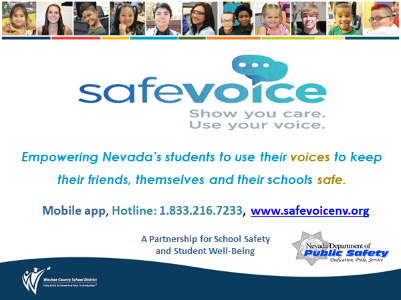 safevoice
Show you care.
Use your voice.
Empowering Nevada's students to use their voices to keep
their friends, themselves and their schools safe.
Mobile app, Hotline: 1.833.216.7233, www.safevoicenv.org
A Partnership for School Safety
and Student Well-Being
Nevada Department of
Public Safety
Dedication, Pride, Service
Washoe County School District